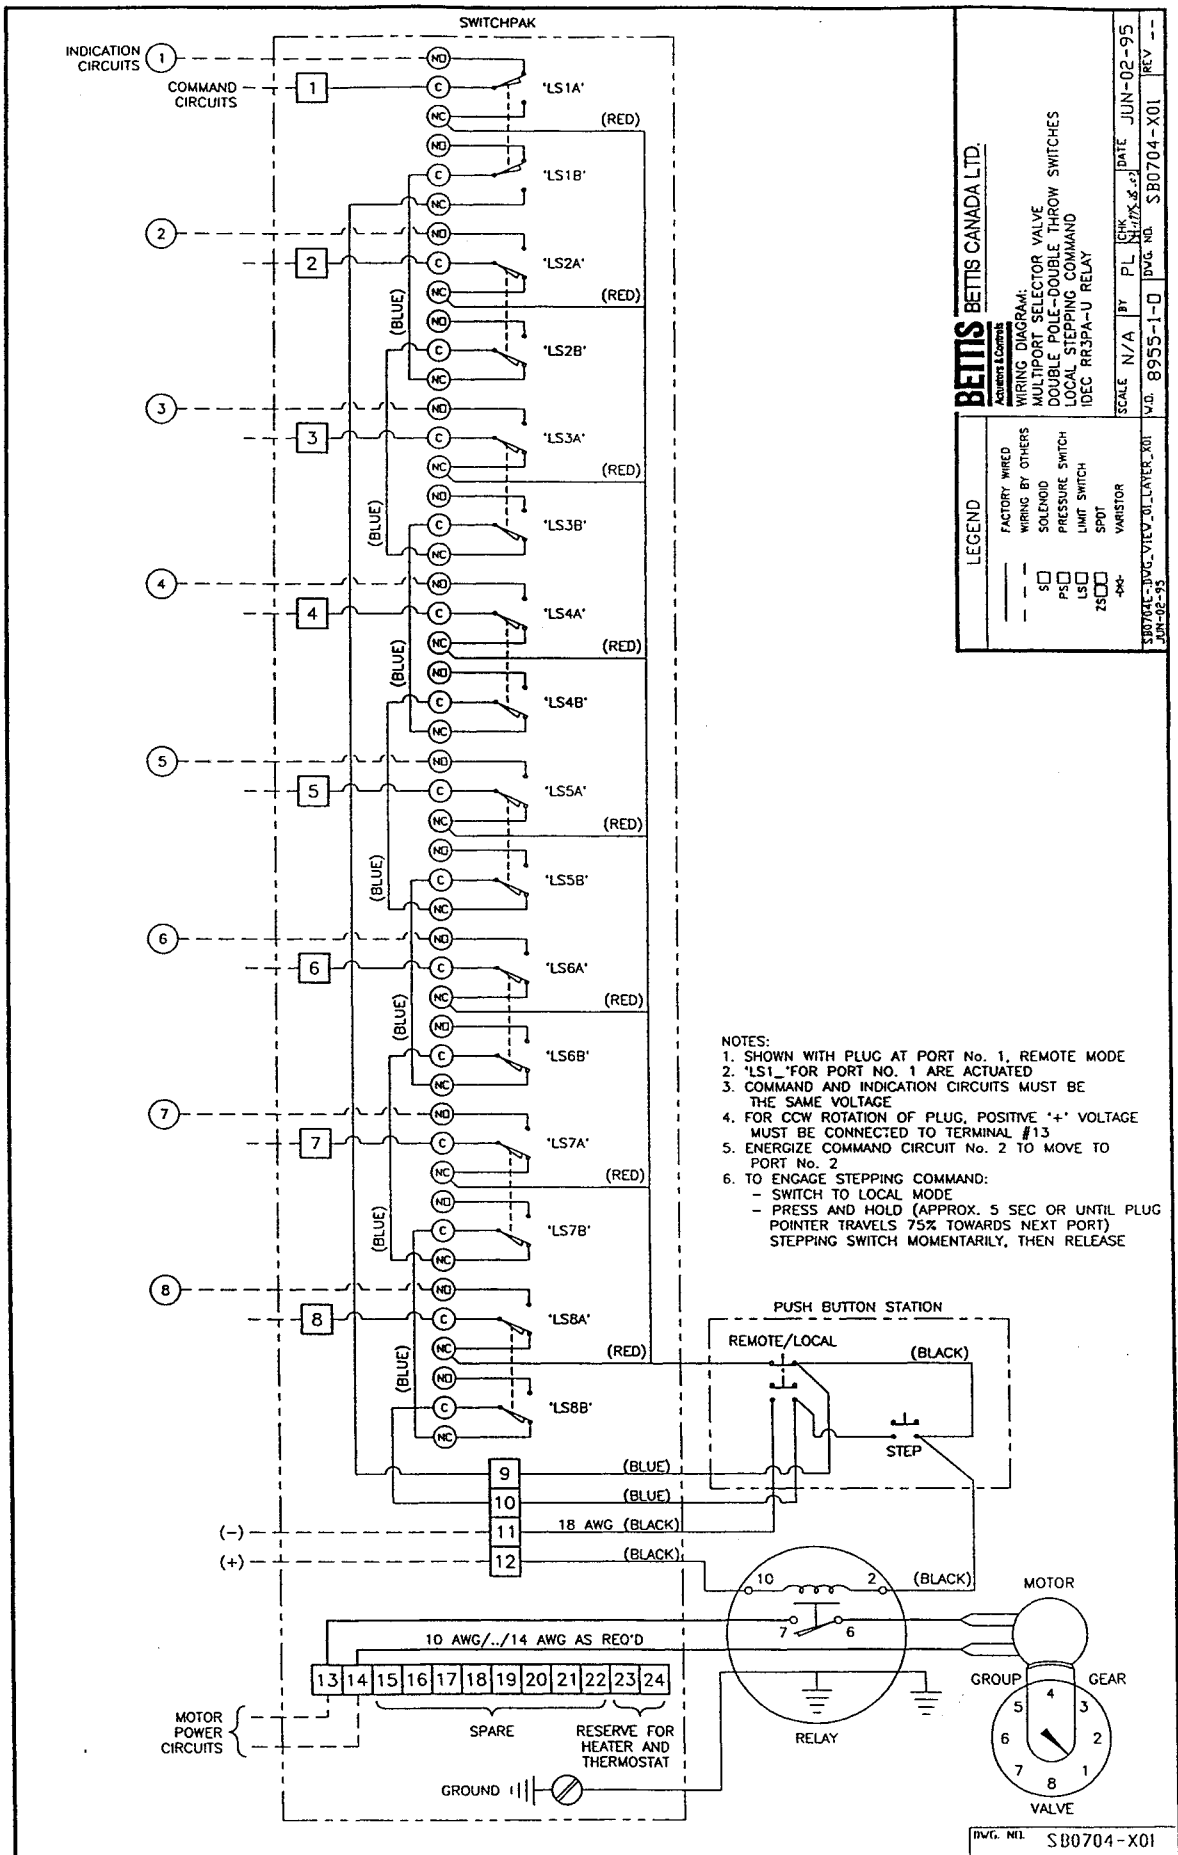 SWITCHPAK
INDICATION
CIRCUITS
1
NO
COMMAND
CIRCUITS
1
C
'LS1A'
NC
(RED)
NO
C
'LS1B'
NC
2
NO
2
C
'LS2A'
NC
(RED)
(BLUE)
NO
C
'LS2B'
NC
3
NO
3
C
'LS3A'
NC
(RED)
(BLUE)
NO
C
'LS3B'
NC
4
NO
4
C
'LS4A'
NC
(RED)
(BLUE)
NO
C
'LS4B'
NC
5
NO
5
C
'LS5A'
NC
(RED)
(BLUE)
NO
C
'LS5B'
NC
6
NO
6
C
'LS6A'
NC
(RED)
(BLUE)
NO
C
'LS6B'
NC
7
NO
7
C
'LS7A'
NC
(RED)
(BLUE)
NO
C
'LS7B'
NC
8
NO
8
C
'LS8A'
NC
(RED)
(BLUE)
NO
C
'LS8B'
NC
9
(BLUE)
10
(BLUE)
(-)
11
18 AWG (BLACK)
(+)
12
(BLACK)
10 AWG/../14 AWG AS REQ'D
13 14 15 16 17 18 19 20 21 22 23 24
MOTOR
POWER
CIRCUITS
SPARE
RESERVE FOR
HEATER AND
THERMOSTAT
GROUND
BETTIS BETTIS CANADA LTD.
Actuators & Controls
WIRING DIAGRAM:
MULTIPORT SELECTOR VALVE
DOUBLE POLE-DOUBLE THROW SWITCHES
LOCAL STEPPING COMMAND
IDEC RR3PA-U RELAY
SCALE N/A BY PL CHK DATE JUN-02-95
W.O. 8955-1-0 DWG. NO. SB0704-X01 REV --
LEGEND
FACTORY WIRED
WIRING BY OTHERS
S SOLENOID
PS PRESSURE SWITCH
LS LIMIT SWITCH
ZS SPDT
VARISTOR
SB0704E-.DWG_VIEW_01_LAYER_X01
JUN-02-95
NOTES:
1. SHOWN WITH PLUG AT PORT No. 1, REMOTE MODE
2. 'LS1_'FOR PORT NO. 1 ARE ACTUATED
3. COMMAND AND INDICATION CIRCUITS MUST BE
THE SAME VOLTAGE
4. FOR CCW ROTATION OF PLUG, POSITIVE '+' VOLTAGE
MUST BE CONNECTED TO TERMINAL #13
5. ENERGIZE COMMAND CIRCUIT No. 2 TO MOVE TO
PORT No. 2
6. TO ENGAGE STEPPING COMMAND:
- SWITCH TO LOCAL MODE
- PRESS AND HOLD (APPROX. 5 SEC OR UNTIL PLUG
POINTER TRAVELS 75% TOWARDS NEXT PORT)
STEPPING SWITCH MOMENTARILY, THEN RELEASE
PUSH BUTTON STATION
REMOTE/LOCAL
(BLACK)
STEP
10
2
(BLACK)
7
6
RELAY
MOTOR
GROUP
GEAR
5
4
3
6
2
7
8
1
VALVE
DWG. NO. SB0704-X01